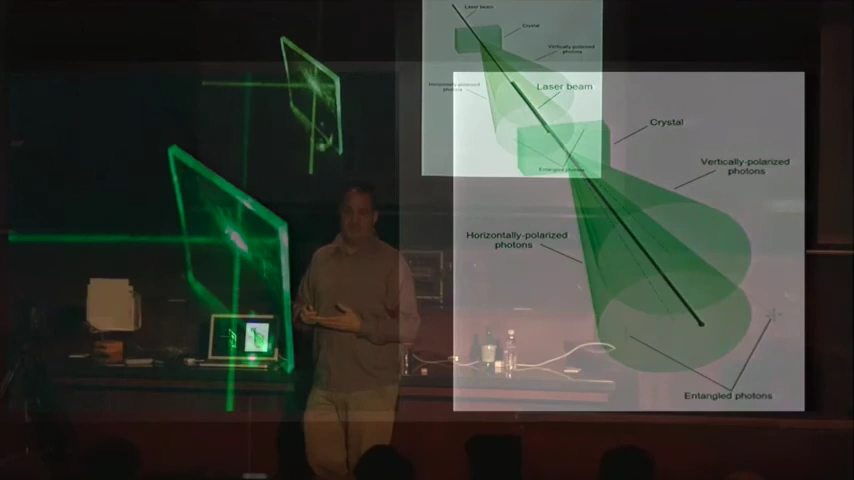 Laser beam
Crystal
Vertically-polarized
photons
Horizontally-polarized
photons
Entangled photons
Laser beam
Crystal
Vertically-polarized
photons
Horizontally-polarized
photons
Entangled photons